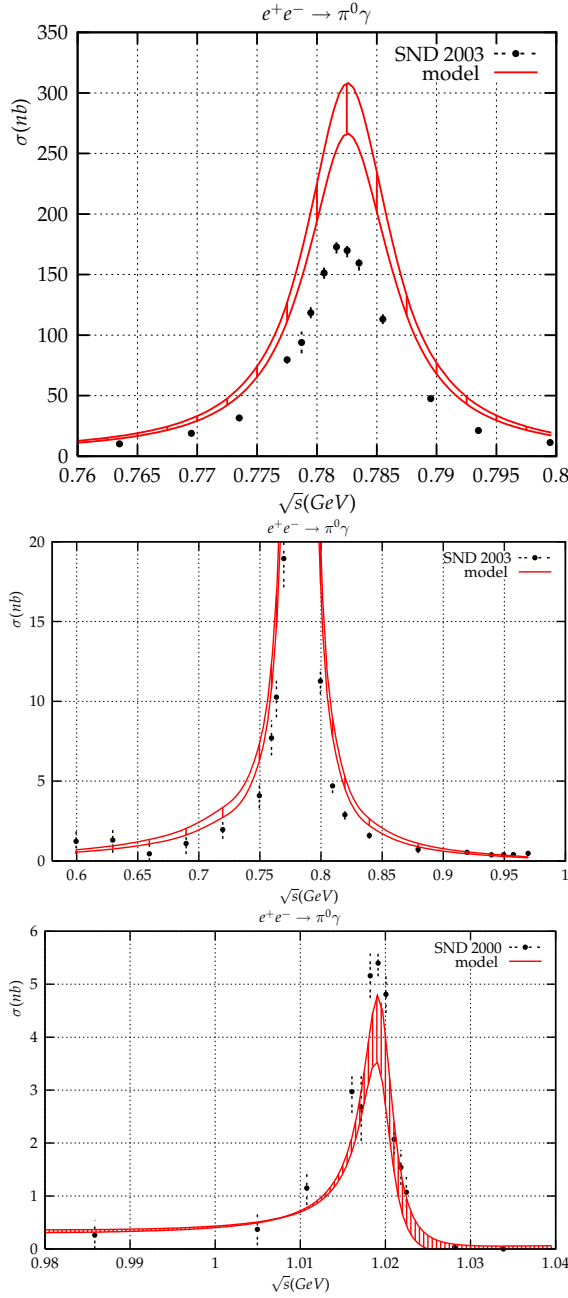 e⁺e⁻ → π⁰γ
350
300
250
200
150
100
50
0
σ(nb)
SND 2003
model
0.76 0.765 0.77 0.775 0.78 0.785 0.79 0.795 0.8
√s(GeV)
e⁺e⁻ → π⁰γ
20
15
10
5
0
σ(nb)
SND 2003
model
0.6 0.65 0.7 0.75 0.8 0.85 0.9 0.95 1
√s(GeV)
e⁺e⁻ → π⁰γ
6
5
4
3
2
1
0
σ(nb)
SND 2000
model
0.98 0.99 1 1.01 1.02 1.03 1.04
√s(GeV)